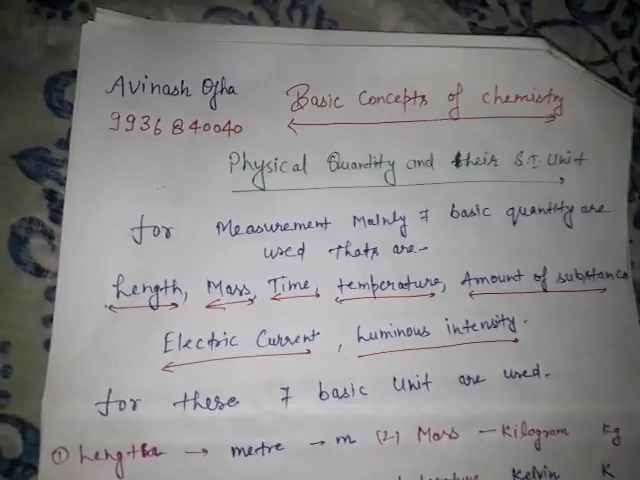 Avinash Ojha
Basic Concepts of chemistry
9936840040
Physical Quantity and their S.I. Unit
for Measurement Mainly 7 basic quantity are
used thats are-
Length, Mass, Time, temperature, Amount of substance
Electric Current, Luminous intensity.
for these 7 basic Unit are used.
① Length → metre → m (2) Mass - Kilogram Kg
Kelvin K